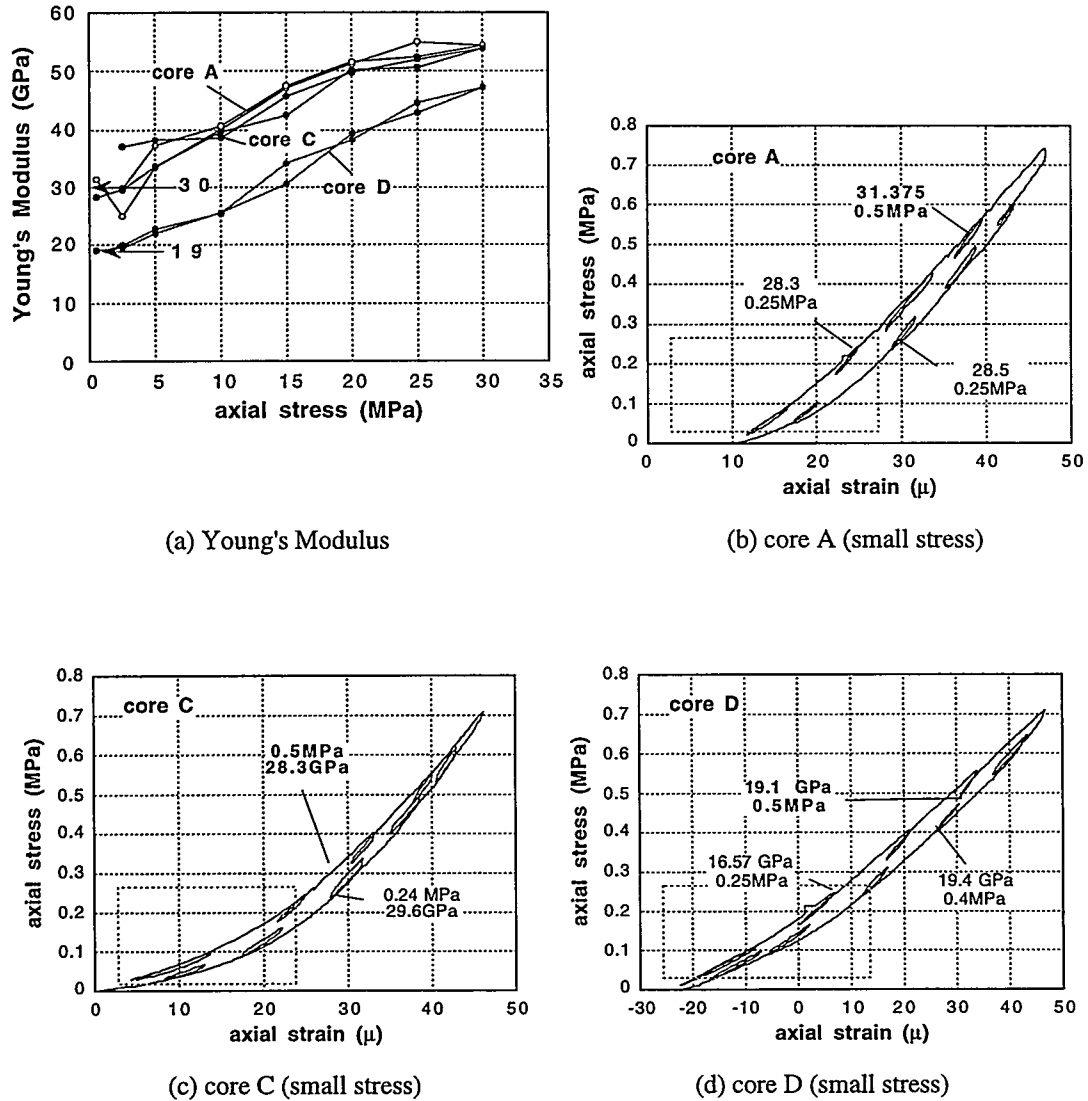 60
50
40
30
20
10
0
Young's Modulus (GPa)
core A
core C
core D
30
19
0 5 10 15 20 25 30 35
axial stress (MPa)
(a) Young's Modulus
0.8
0.7
0.6
0.5
0.4
0.3
0.2
0.1
0
axial stress (MPa)
core A
31.375
0.5MPa
28.3
0.25MPa
28.5
0.25MPa
0 10 20 30 40 50
axial strain (μ)
(b) core A (small stress)
0.8
0.7
0.6
0.5
0.4
0.3
0.2
0.1
0
axial stress (MPa)
core C
0.5MPa
28.3GPa
0.24 MPa
29.6GPa
0 10 20 30 40 50
axial strain (μ)
(c) core C (small stress)
0.8
0.7
0.6
0.5
0.4
0.3
0.2
0.1
0
axial stress (MPa)
core D
19.1 GPa
0.5MPa
16.57 GPa
0.25MPa
19.4 GPa
0.4MPa
-30 -20 -10 0 10 20 30 40 50
axial strain (μ)
(d) core D (small stress)